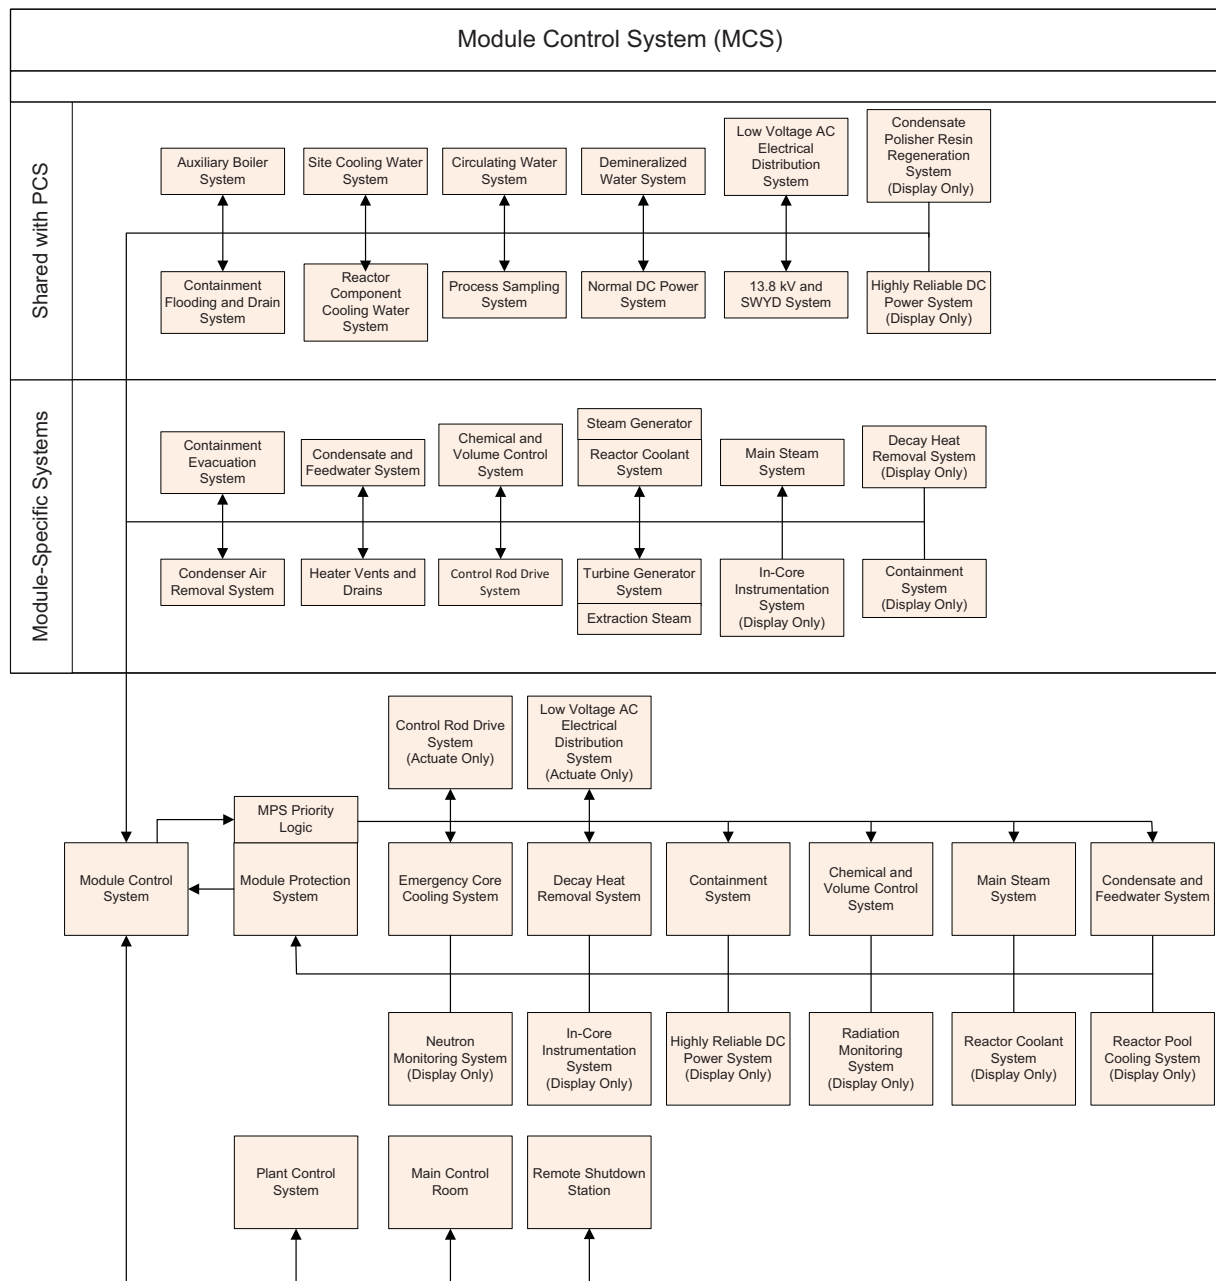 Module Control System (MCS)
Shared with PCS
Auxiliary Boiler
System
Site Cooling Water
System
Circulating Water
System
Demineralized
Water System
Low Voltage AC
Electrical
Distribution
System
Condensate
Polisher Resin
Regeneration
System
(Display Only)
Containment
Flooding and Drain
System
Reactor
Component
Cooling Water
System
Process Sampling
System
Normal DC Power
System
13.8 kV and
SWYD System
Highly Reliable DC
Power System
(Display Only)
Module-Specific Systems
Containment
Evacuation
System
Condensate and
Feedwater System
Chemical and
Volume Control
System
Steam Generator
Reactor Coolant
System
Main Steam
System
Decay Heat
Removal System
(Display Only)
Condenser Air
Removal System
Heater Vents and
Drains
Control Rod Drive
System
Turbine Generator
System
Extraction Steam
In-Core
Instrumentation
System
(Display Only)
Containment
System
(Display Only)
Control Rod Drive
System
(Actuate Only)
Low Voltage AC
Electrical
Distribution
System
(Actuate Only)
MPS Priority
Logic
Module Control
System
Module Protection
System
Emergency Core
Cooling System
Decay Heat
Removal System
Containment
System
Chemical and
Volume Control
System
Main Steam
System
Condensate and
Feedwater System
Neutron
Monitoring System
(Display Only)
In-Core
Instrumentation
System
(Display Only)
Highly Reliable DC
Power System
(Display Only)
Radiation
Monitoring
System
(Display Only)
Reactor Coolant
System
(Display Only)
Reactor Pool
Cooling System
(Display Only)
Plant Control
System
Main Control
Room
Remote Shutdown
Station